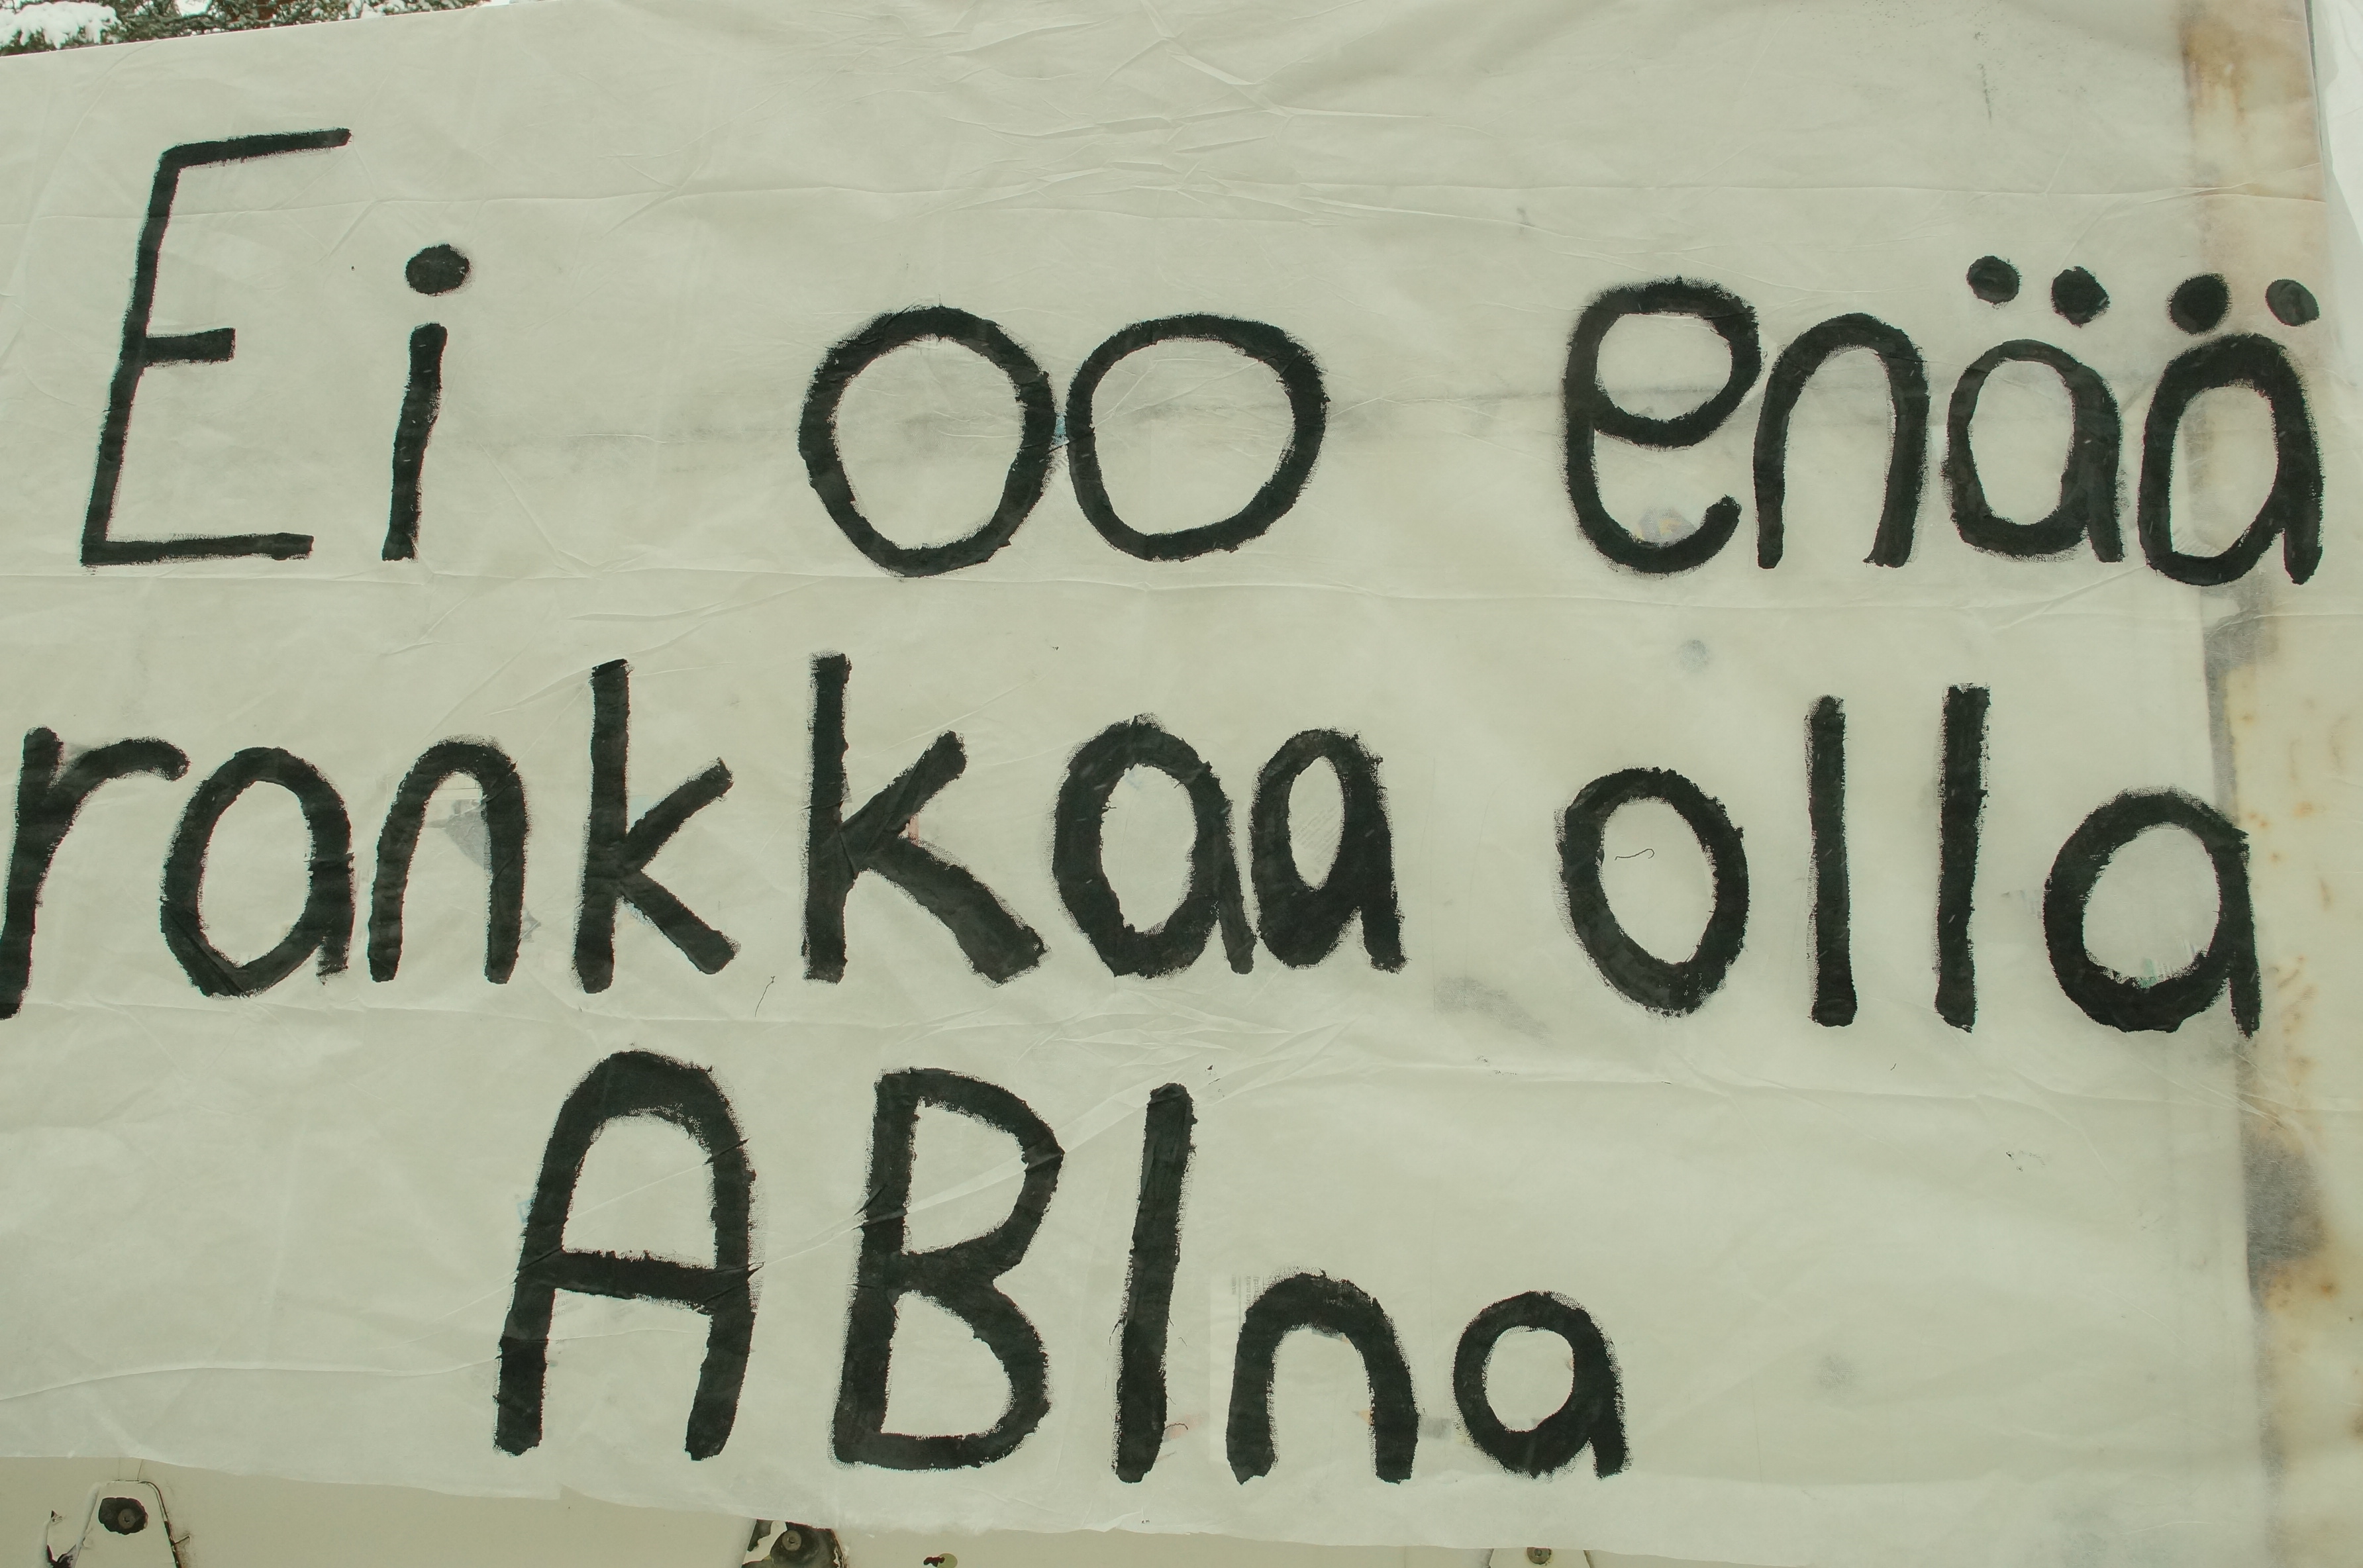 Ei oo enää
rankkaa olla
ABIna